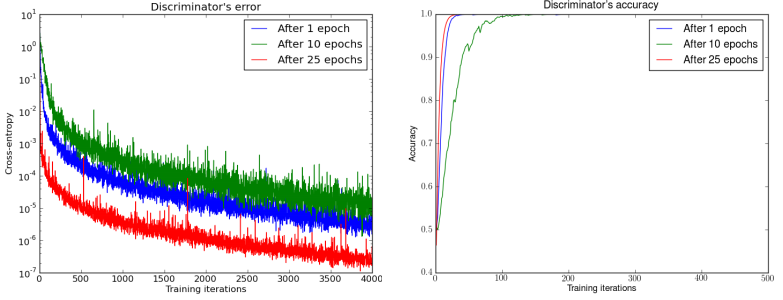 Discriminator's error
10^2
10^1
10^0
10^-1
10^-2
10^-3
10^-4
10^-5
10^-6
10^-7
Cross-entropy
After 1 epoch
After 10 epochs
After 25 epochs
0 500 1000 1500 2000 2500 3000 3500 4000
Training iterations
Discriminator's accuracy
1.0
0.9
0.8
0.7
0.6
0.5
0.4
Accuracy
After 1 epoch
After 10 epochs
After 25 epochs
0 100 200 300 400 500
Training iterations